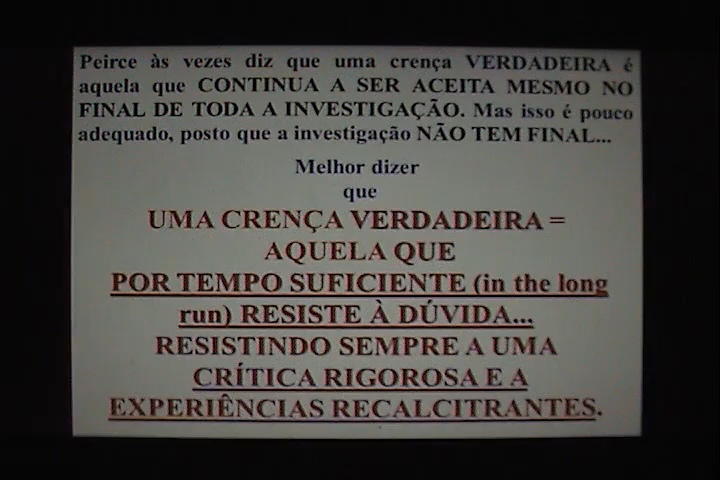 Peirce às vezes diz que uma crença VERDADEIRA é
aquela que CONTINUA A SER ACEITA MESMO NO
FINAL DE TODA A INVESTIGAÇÃO. Mas isso é pouco
adequado, posto que a investigação NÃO TEM FINAL...
Melhor dizer
que
UMA CRENÇA VERDADEIRA =
AQUELA QUE
POR TEMPO SUFICIENTE (in the long
run) RESISTE À DÚVIDA...
RESISTINDO SEMPRE A UMA
CRÍTICA RIGOROSA E A
EXPERIÊNCIAS RECALCITRANTES.